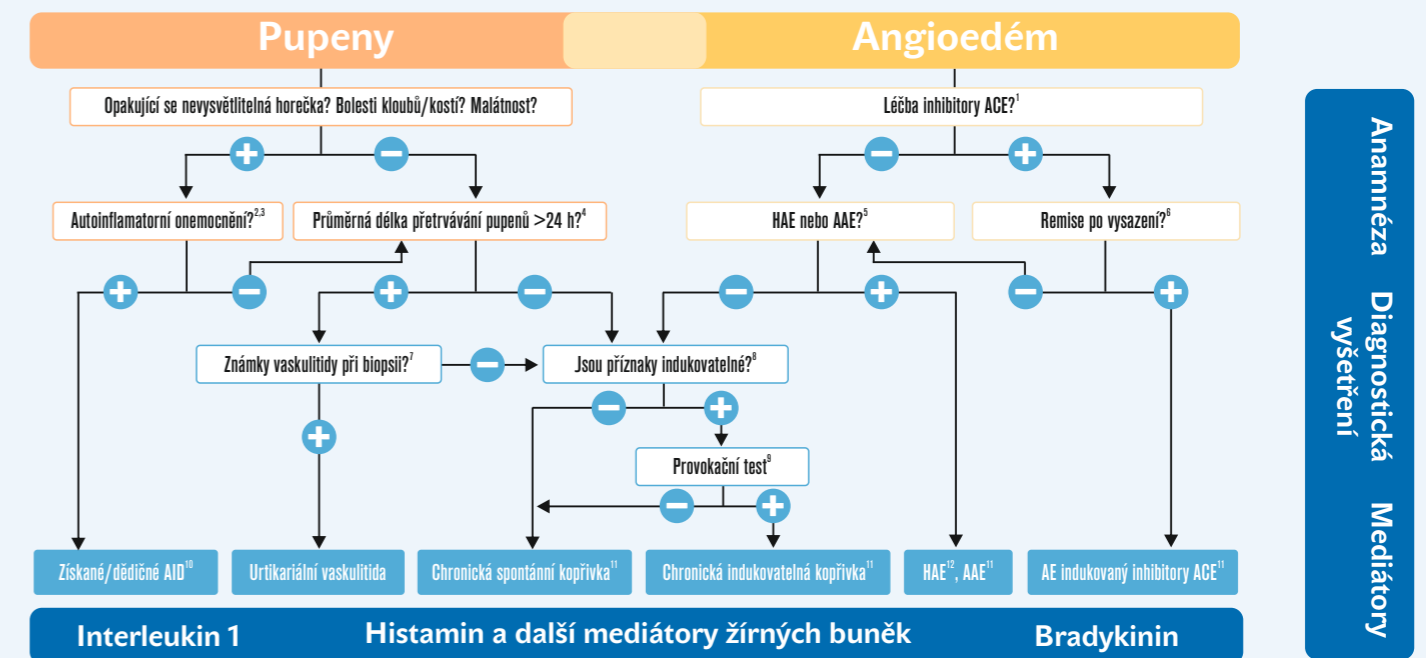 Pupeny
Angioedém
Opakující se nevysvětlitelná horečka? Bolesti kloubů/kostí? Malátnost?
Léčba inhibitory ACE?¹
+
−
−
+
Autoinflamatorní onemocnění?²,³
Průměrná délka přetrvávání pupenů >24 h?⁴
HAE nebo AAE?⁵
Remise po vysazení?⁶
+
−
+
−
−
+
−
+
Známky vaskulitidy při biopsii?⁷
−
Jsou příznaky indukovatelné?⁸
−
+
+
Provokační test⁹
−
+
Získané/dědičné AID¹⁰
Urtikariální vaskulitida
Chronická spontánní kopřivka¹¹
Chronická indukovatelná kopřivka¹¹
HAE¹², AAE¹¹
AE indukovaný inhibitory ACE¹¹
Interleukin 1
Histamin a další mediátory žírných buněk
Bradykinin
Anamnéza
Diagnostická
vyšetření
Mediátory